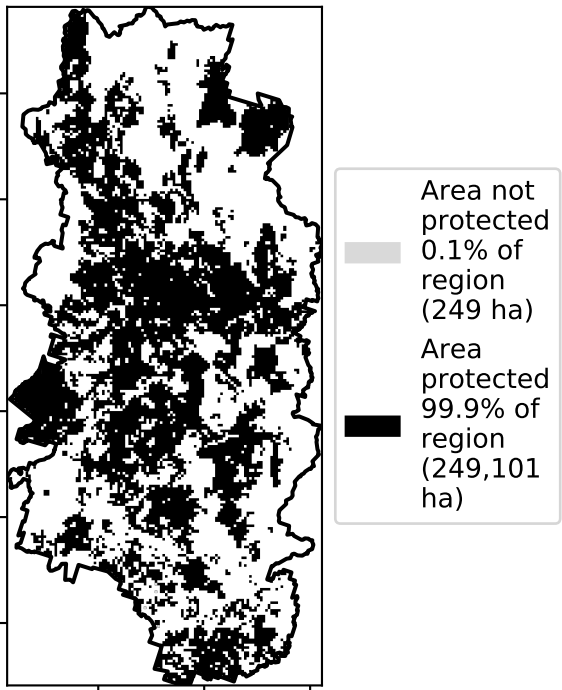 Area not
protected
0.1% of
region
(249 ha)
Area
protected
99.9% of
region
(249,101
ha)